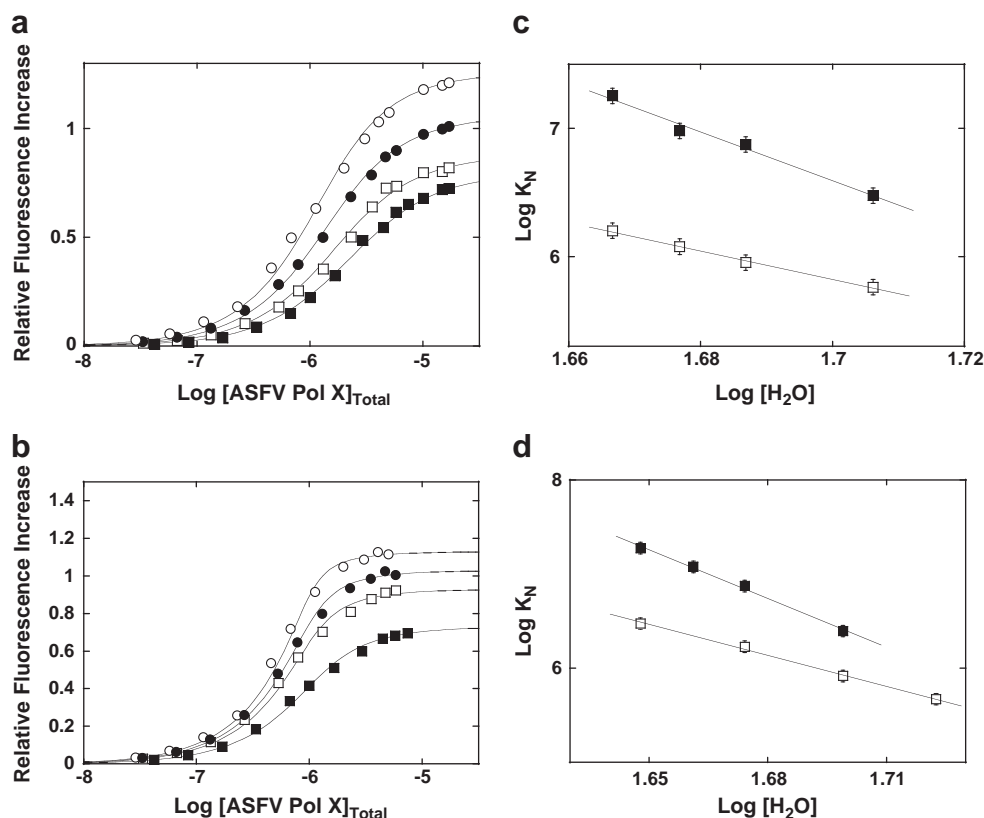 a
Relative Fluorescence Increase
1
0.5
0
-8
-7
-6
-5
Log [ASFV Pol X]Total
c
Log KN
7
6
1.66
1.68
1.7
1.72
Log [H2O]
b
Relative Fluorescence Increase
1.4
1.2
1
0.8
0.6
0.4
0.2
0
-8
-7
-6
-5
Log [ASFV Pol X]Total
d
Log KN
8
6
1.65
1.68
1.71
Log [H2O]